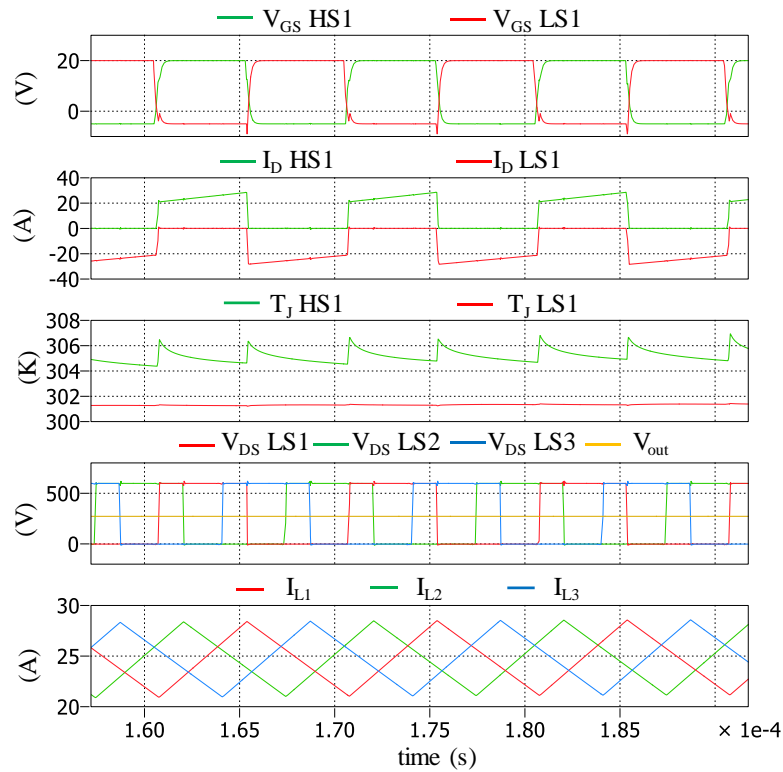 V_GS HS1 V_GS LS1
20
0
(V)
I_D HS1 I_D LS1
40
20
0
-20
-40
(A)
T_J HS1 T_J LS1
308
306
304
302
300
(K)
V_DS LS1 V_DS LS2 V_DS LS3 V_out
500
0
(V)
I_L1 I_L2 I_L3
30
25
20
(A)
1.60 1.65 1.70 1.75 1.80 1.85 × 1e-4
time (s)